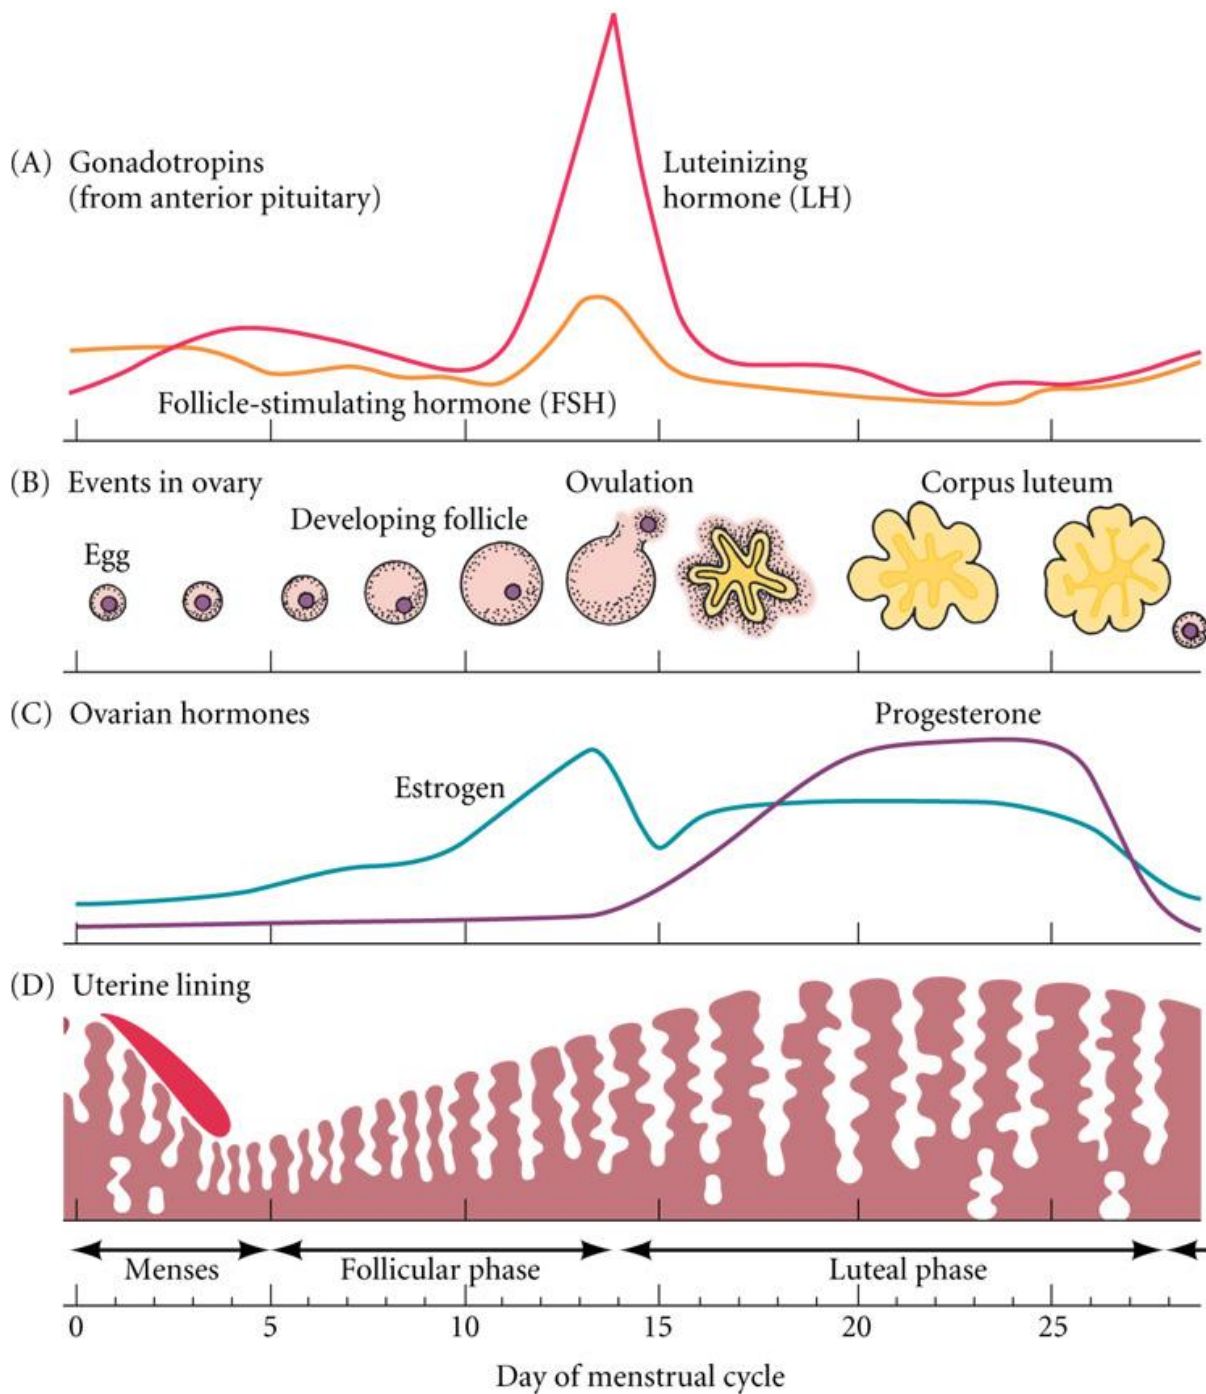 (A) Gonadotropins
(from anterior pituitary)
Luteinizing
hormone (LH)
Follicle-stimulating hormone (FSH)
(B) Events in ovary
Ovulation
Corpus luteum
Developing follicle
Egg
(C) Ovarian hormones
Progesterone
Estrogen
(D) Uterine lining
Menses
Follicular phase
Luteal phase
0 5 10 15 20 25
Day of menstrual cycle